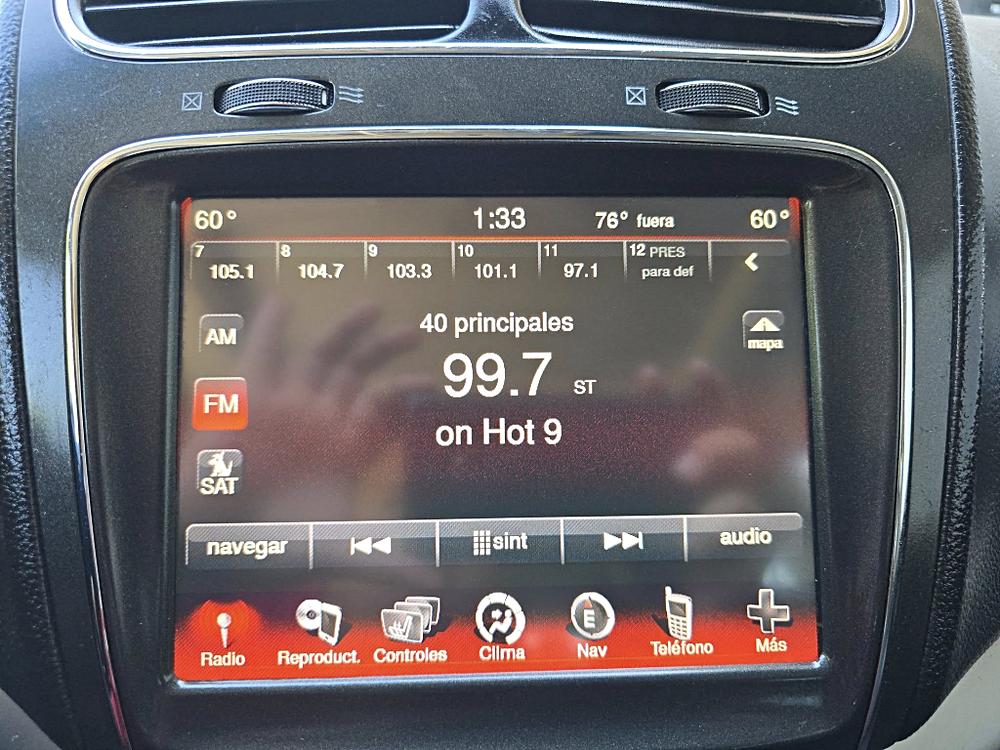 60° 1:33 76° fuera 60°
7 8 9 10 11 12 PRES
105.1 104.7 103.3 101.1 97.1 para def
40 principales
AM mapa
99.7 ST
FM
on Hot 9
SAT
navegar sint audio
E
Radio Reproduct. Controles Clima Nav Teléfono Más